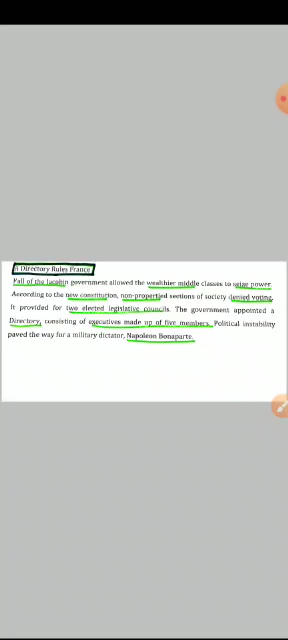 A Directory Rules France
Fall of the Jacobin government allowed the wealthier middle classes to seize power.
According to the new constitution, non-propertied sections of society denied voting.
It provided for two elected legislative councils. The government appointed a
Directory, consisting of executives made up of five members. Political instability
paved the way for a military dictator, Napoleon Bonaparte.